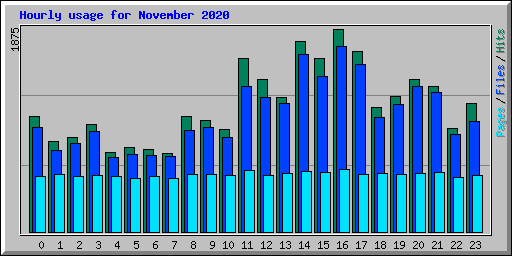 Hourly usage for November 2020
1875
Pages/Files/Hits
0 1 2 3 4 5 6 7 8 9 10 11 12 13 14 15 16 17 18 19 20 21 22 23